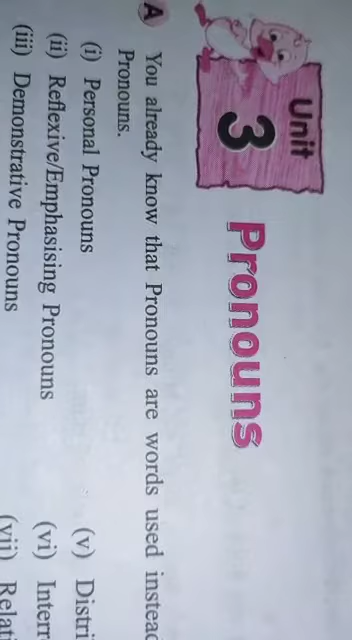 Unit
3
Pronouns
A You already know that Pronouns are words used
Pronouns.
(i) Personal Pronouns (v)
(ii) Reflexive/Emphasising Pronouns (vi)
(iii) Demonstrative Pronouns (vii)